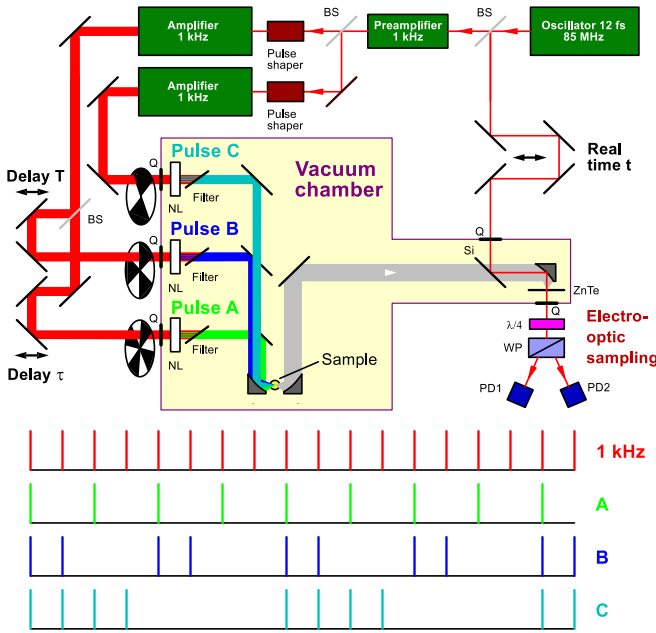 Amplifier
1 kHz
Pulse
shaper
BS
Preamplifier
1 kHz
BS
Oscillator 12 fs
85 MHz
Amplifier
1 kHz
Pulse
shaper
Pulse C
Vacuum
chamber
Real
time t
Delay T
Q
NL
Filter
BS
Pulse B
Q
NL
Filter
Q
Si
ZnTe
Q
Pulse A
Q
NL
Filter
Delay τ
Sample
λ/4
WP
Electro-
optic
sampling
PD1
PD2
1 kHz
A
B
C